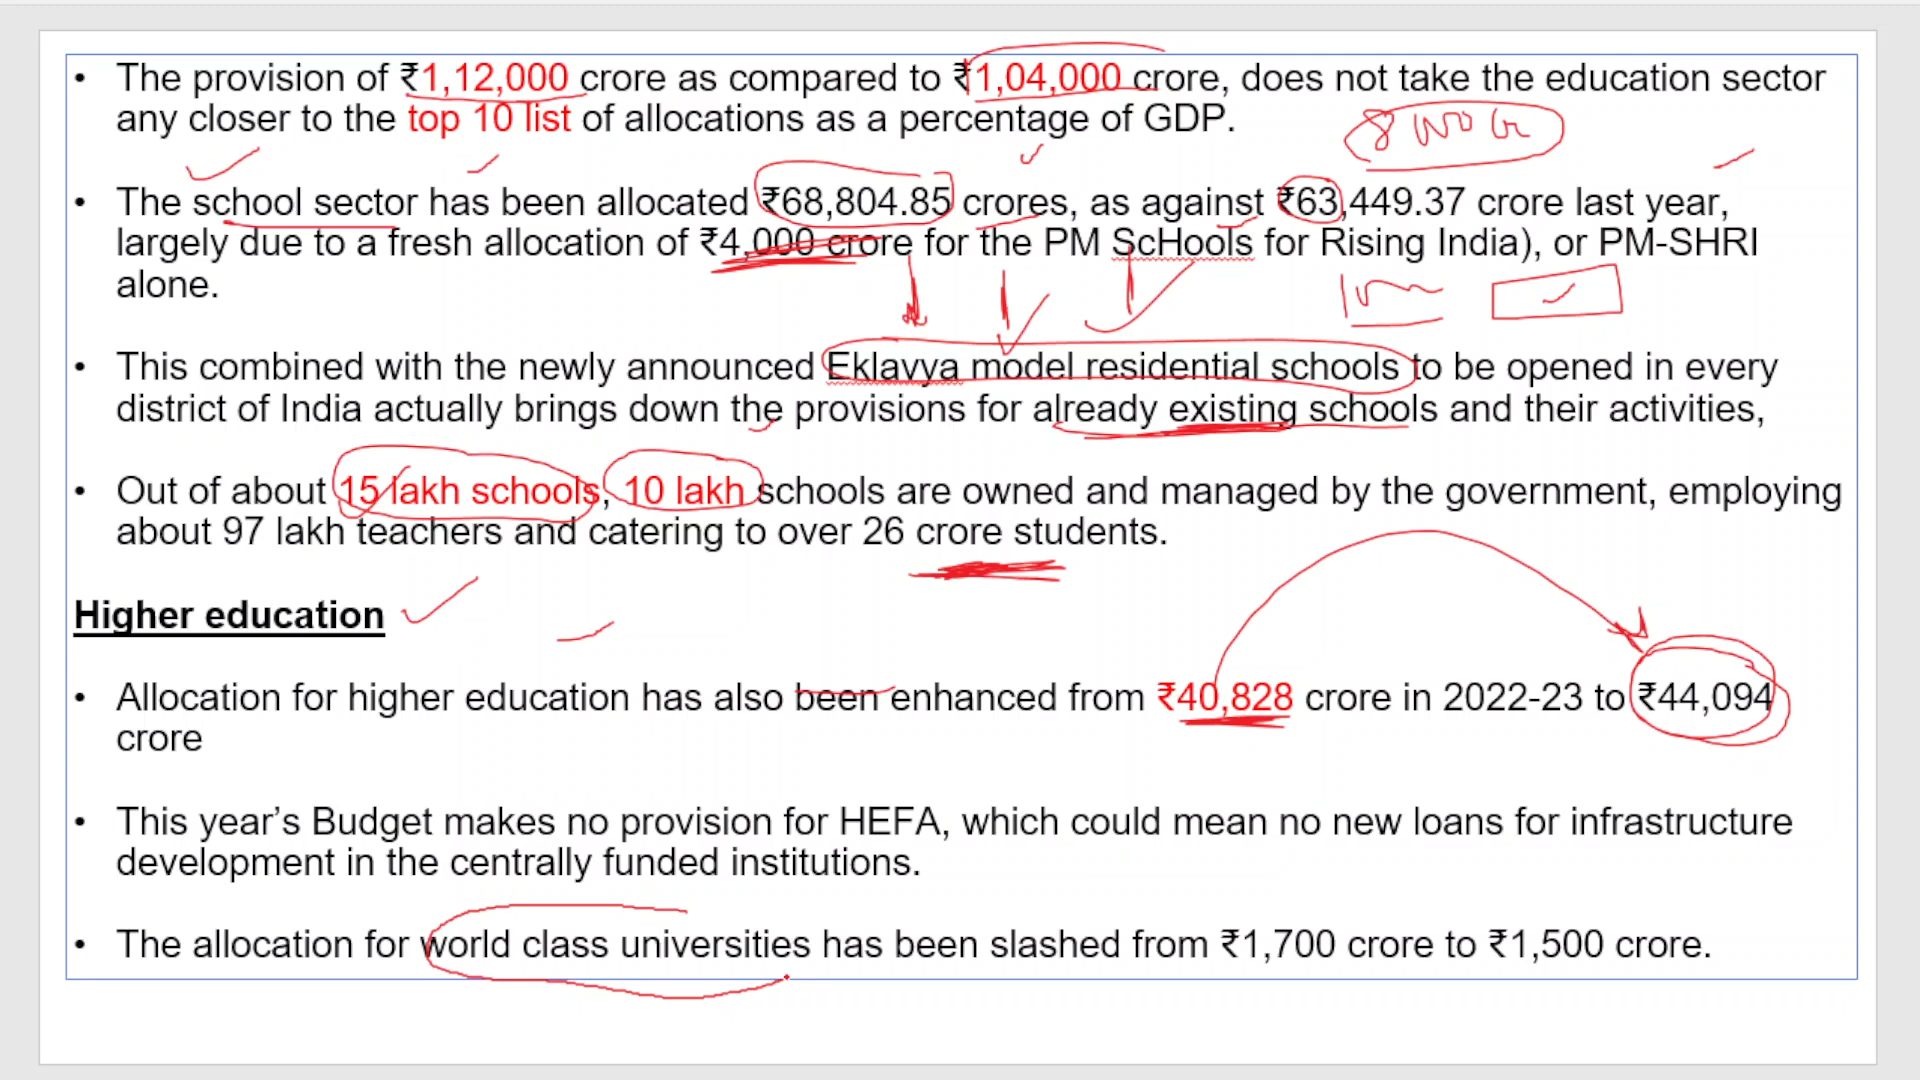 • The provision of ₹1,12,000 crore as compared to ₹1,04,000 crore, does not take the education sector
any closer to the top 10 list of allocations as a percentage of GDP.
• The school sector has been allocated ₹68,804.85 crores, as against ₹63,449.37 crore last year,
largely due to a fresh allocation of ₹4,000 crore for the PM ScHools for Rising India), or PM-SHRI
alone.
• This combined with the newly announced Eklavya model residential schools to be opened in every
district of India actually brings down the provisions for already existing schools and their activities,
• Out of about 15 lakh schools, 10 lakh schools are owned and managed by the government, employing
about 97 lakh teachers and catering to over 26 crore students.
Higher education
• Allocation for higher education has also been enhanced from ₹40,828 crore in 2022-23 to ₹44,094
crore
• This year’s Budget makes no provision for HEFA, which could mean no new loans for infrastructure
development in the centrally funded institutions.
• The allocation for world class universities has been slashed from ₹1,700 crore to ₹1,500 crore.